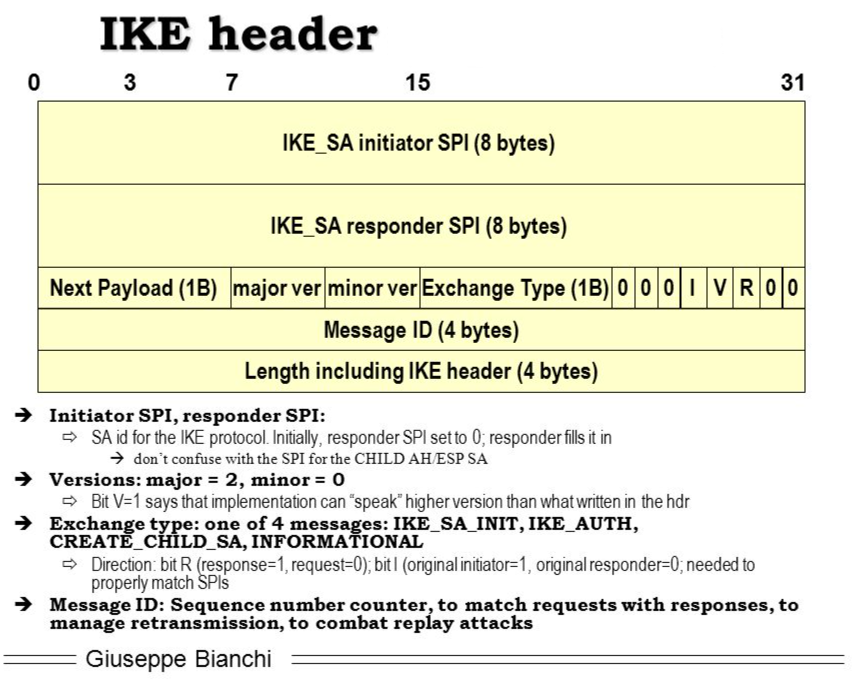 IKE header
0 3 7 15 31
IKE_SA initiator SPI (8 bytes)
IKE_SA responder SPI (8 bytes)
Next Payload (1B) major ver minor ver Exchange Type (1B) 0 0 0 I V R 0 0
Message ID (4 bytes)
Length including IKE header (4 bytes)
➔ Initiator SPI, responder SPI:
⇨ SA id for the IKE protocol. Initially, responder SPI set to 0; responder fills it in
➔ don't confuse with the SPI for the CHILD AH/ESP SA
➔ Versions: major = 2, minor = 0
⇨ Bit V=1 says that implementation can “speak” higher version than what written in the hdr
➔ Exchange type: one of 4 messages: IKE_SA_INIT, IKE_AUTH,
CREATE_CHILD_SA, INFORMATIONAL
⇨ Direction: bit R (response=1, request=0); bit I (original initiator=1, original responder=0; needed to
properly match SPIs
➔ Message ID: Sequence number counter, to match requests with responses, to
manage retransmission, to combat replay attacks
Giuseppe Bianchi